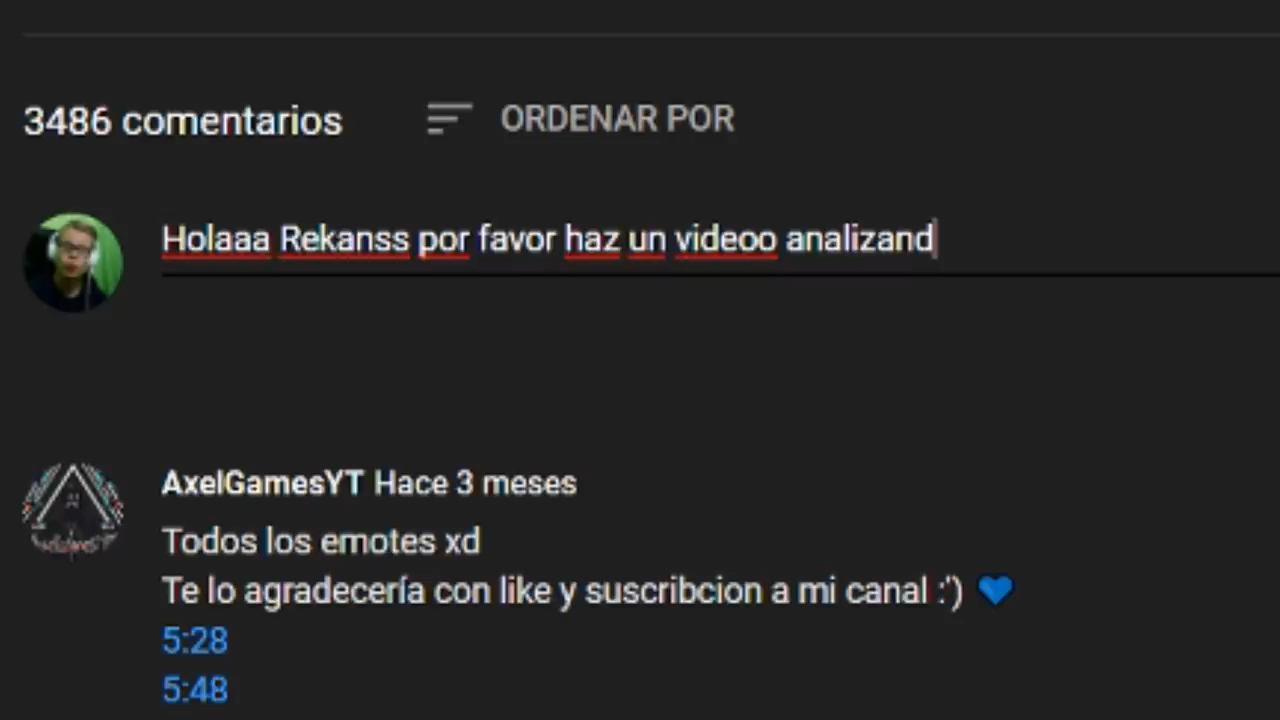 3486 comentarios
ORDENAR POR
Holaaa Rekanss por favor haz un videoo analizand
AxelGamesYT Hace 3 meses
Todos los emotes xd
Te lo agradecería con like y suscribcion a mi canal :') 💙
5:28
5:48